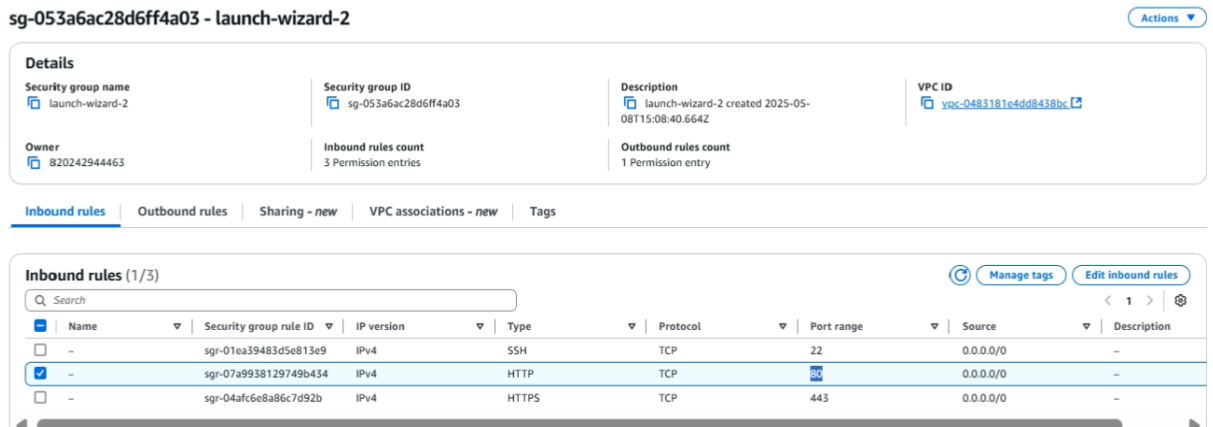 sg-053a6ac28d6ff4a03 - launch-wizard-2
Actions
Details
Security group name
launch-wizard-2
Security group ID
sg-053a6ac28d6ff4a03
Description
launch-wizard-2 created 2025-05-
08T15:08:40.664Z
VPC ID
vpc-0483181e4dd8438bc
Owner
820242944463
Inbound rules count
3 Permission entries
Outbound rules count
1 Permission entry
Inbound rules Outbound rules Sharing - new VPC associations - new Tags
Inbound rules (1/3)
Manage tags Edit inbound rules
Search
1
Name Security group rule ID IP version Type Protocol Port range Source Description
– sgr-01ea39483d5e813e9 IPv4 SSH TCP 22 0.0.0.0/0 –
– sgr-07a9938129749b434 IPv4 HTTP TCP 80 0.0.0.0/0 –
– sgr-04afc6e8a86c7d92b IPv4 HTTPS TCP 443 0.0.0.0/0 –